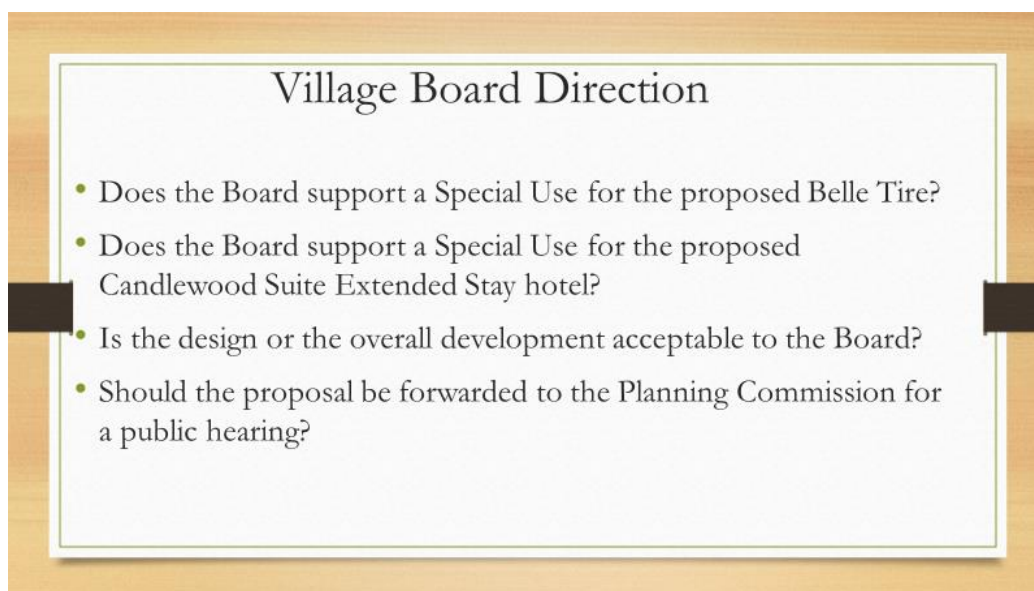 Village Board Direction
• Does the Board support a Special Use for the proposed Belle Tire?
• Does the Board support a Special Use for the proposed
Candlewood Suite Extended Stay hotel?
• Is the design or the overall development acceptable to the Board?
• Should the proposal be forwarded to the Planning Commission for
a public hearing?